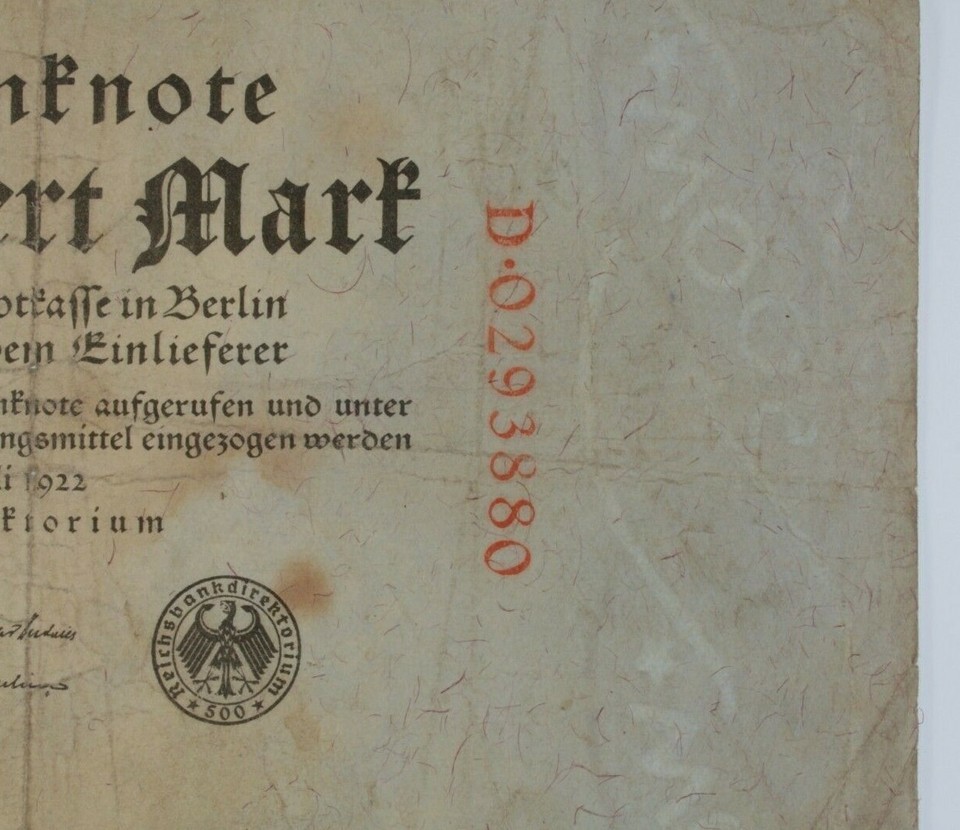 nknote
ert Mark
otkasse in Berlin
dem Einlieferer
nknote aufgerufen und unter
ngsmittel eingezogen werden
li 1922
ktorium
D·02938880
Reichsbankdirektorium
★ 500 ★